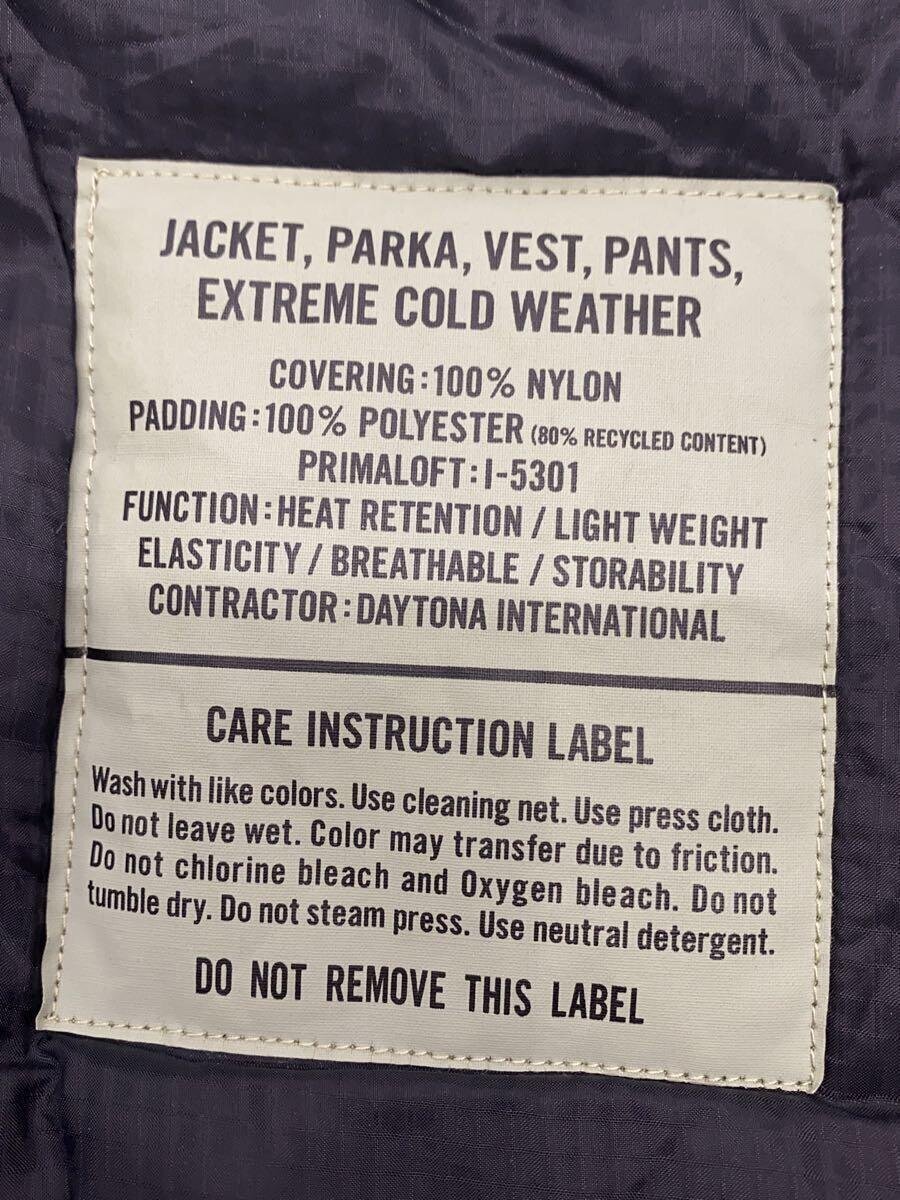 JACKET, PARKA, VEST, PANTS,
EXTREME COLD WEATHER
COVERING:100% NYLON
PADDING:100% POLYESTER (80% RECYCLED CONTENT)
PRIMALOFT:I-5301
FUNCTION:HEAT RETENTION / LIGHT WEIGHT
ELASTICITY / BREATHABLE / STORABILITY
CONTRACTOR:DAYTONA INTERNATIONAL
CARE INSTRUCTION LABEL
Wash with like colors. Use cleaning net. Use press cloth.
Do not leave wet. Color may transfer due to friction.
Do not chlorine bleach and Oxygen bleach. Do not
tumble dry. Do not steam press. Use neutral detergent.
DO NOT REMOVE THIS LABEL